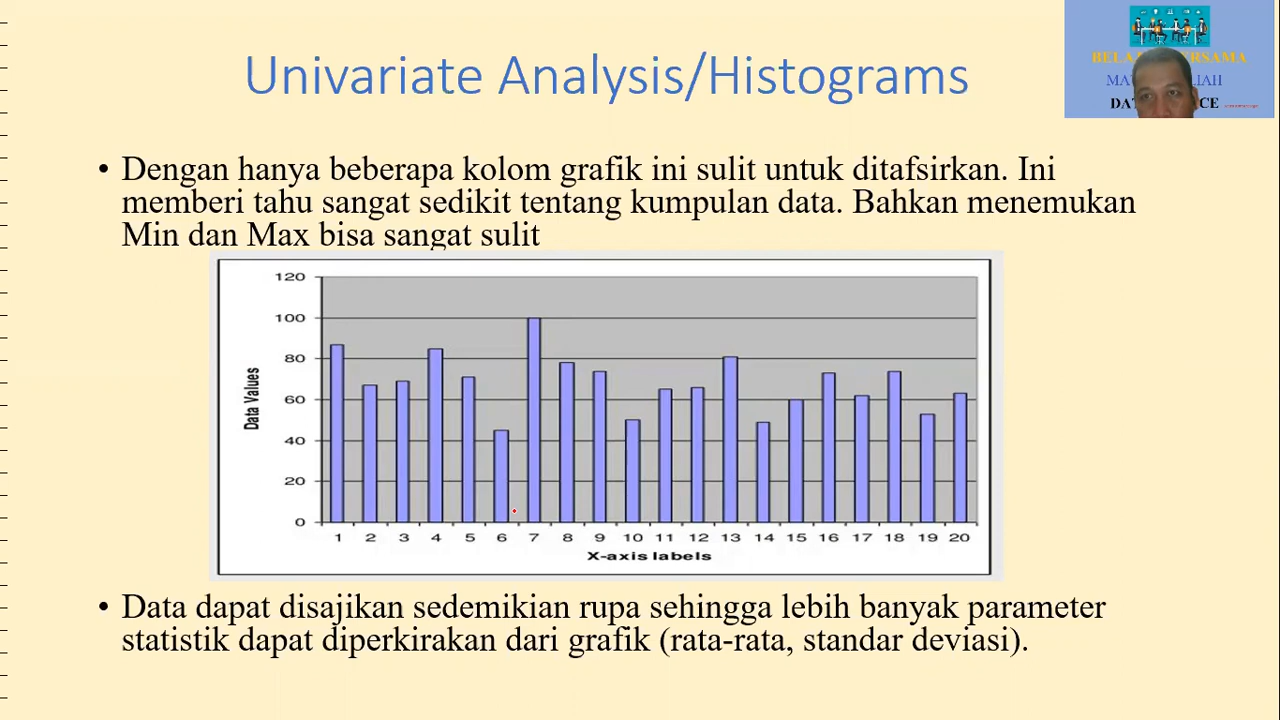 Univariate Analysis/Histograms
• Dengan hanya beberapa kolom grafik ini sulit untuk ditafsirkan. Ini
memberi tahu sangat sedikit tentang kumpulan data. Bahkan menemukan
Min dan Max bisa sangat sulit
120
100
80
60
40
20
0
Data Values
1 2 3 4 5 6 7 8 9 10 11 12 13 14 15 16 17 18 19 20
X-axis labels
• Data dapat disajikan sedemikian rupa sehingga lebih banyak parameter
statistik dapat diperkirakan dari grafik (rata-rata, standar deviasi).